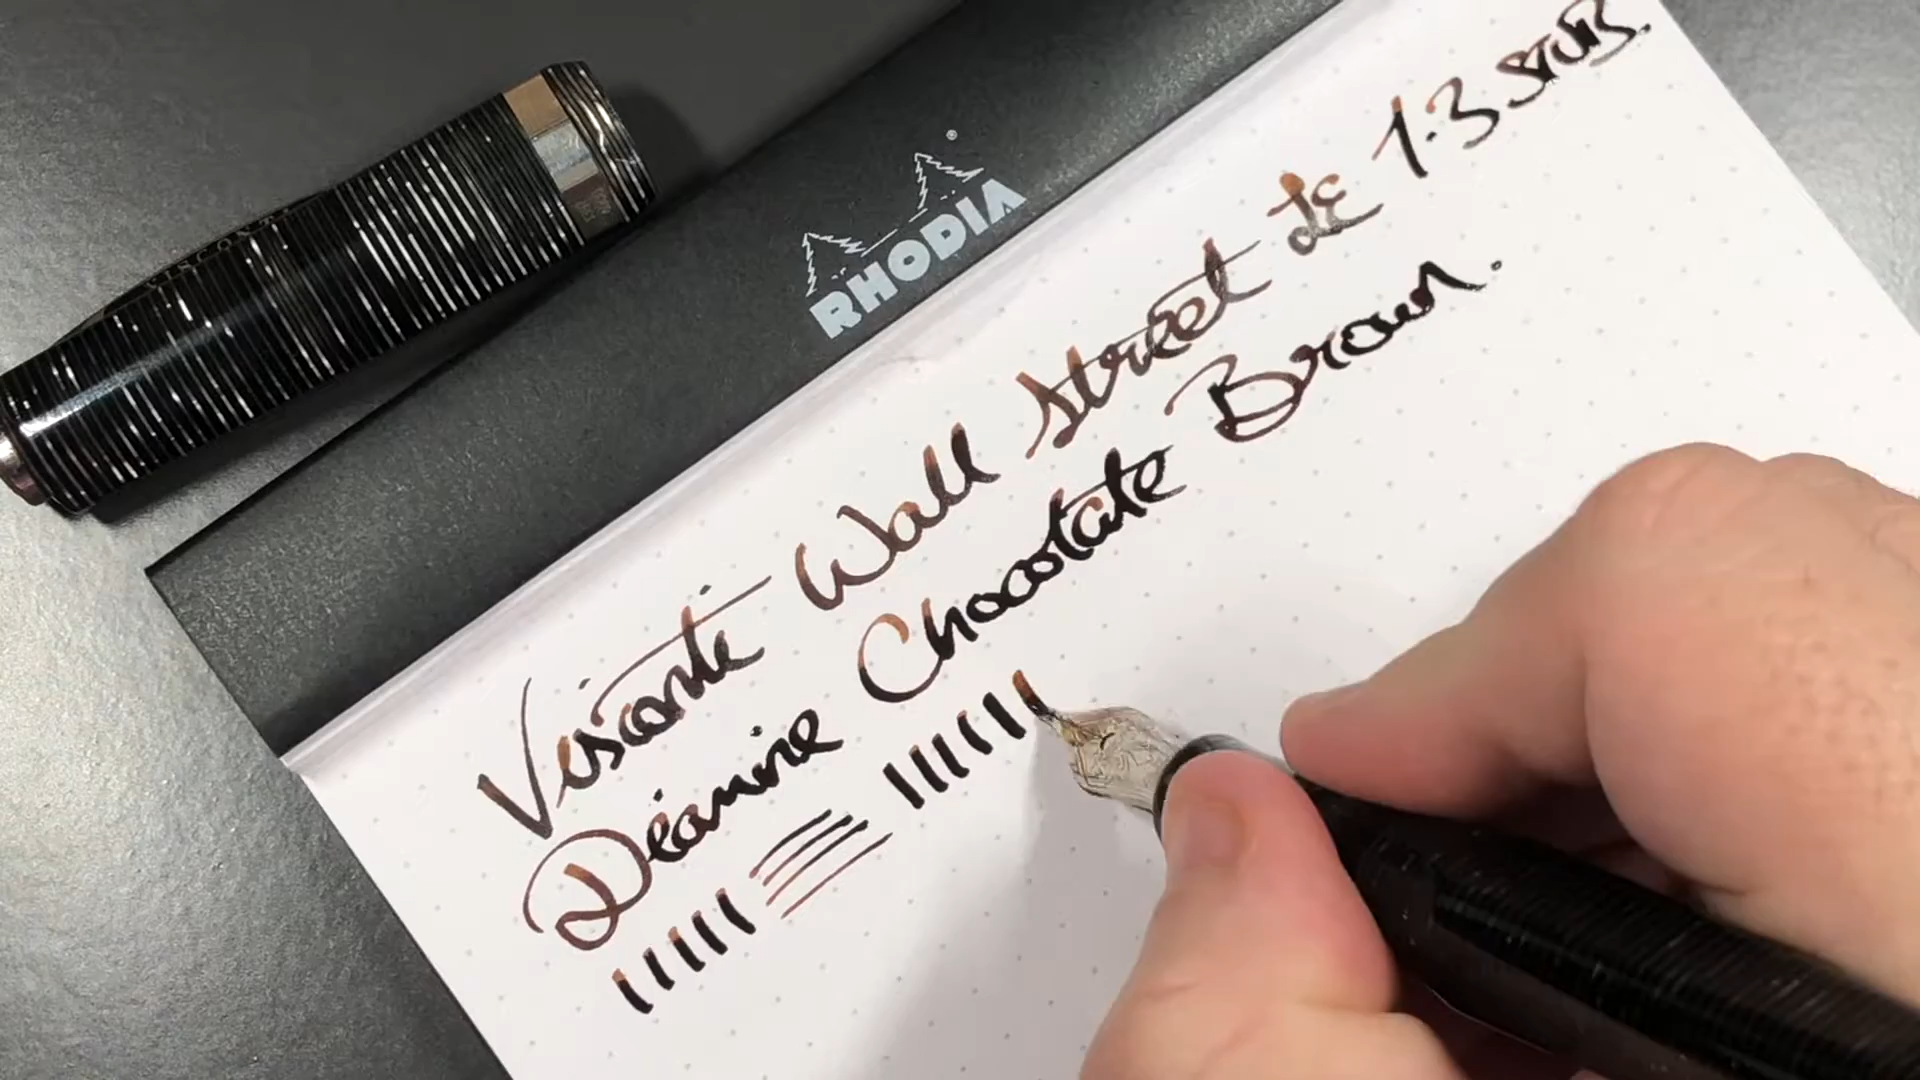 RHODIA
Visconti Wall Street LE 1.3 STUB.
Diamine Chocolate Brown.